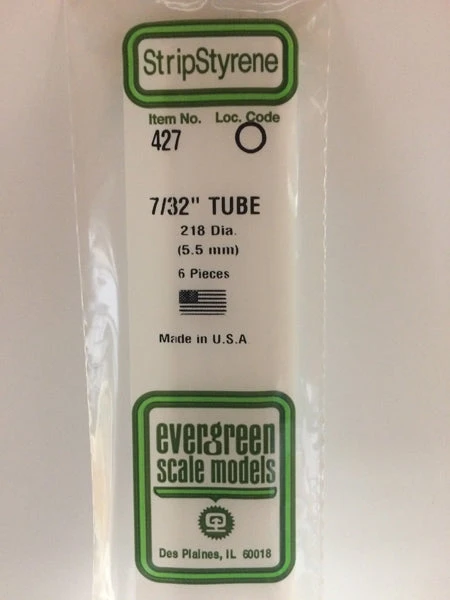 StripStyrene
Item No. Loc. Code
427
7/32" TUBE
218 Dia.
(5.5 mm)
6 Pieces
Made in U.S.A
evergreen
scale models
Des Plaines, IL 60018